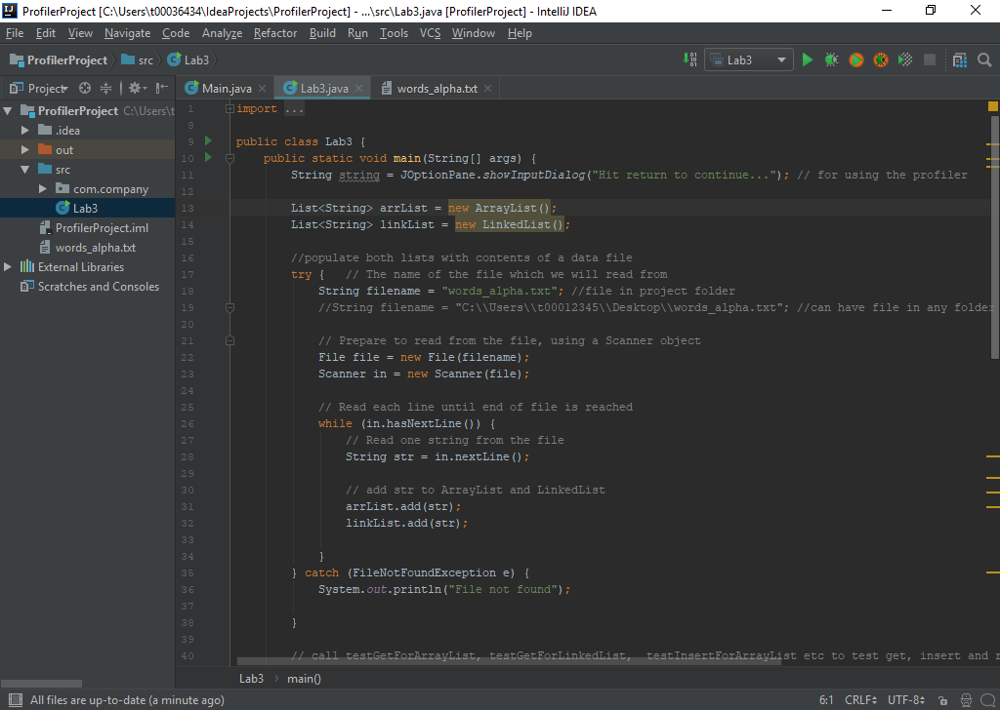 ProfilerProject [C:\Users\t00036434\IdeaProjects\ProfilerProject] - ...\src\Lab3.java [ProfilerProject] - IntelliJ IDEA
File Edit View Navigate Code Analyze Refactor Build Run Tools VCS Window Help
ProfilerProject src Lab3 Lab3
Project Main.java Lab3.java words_alpha.txt
ProfilerProject C:\Users\t
.idea
out
src
com.company
Lab3
ProfilerProject.iml
words_alpha.txt
External Libraries
Scratches and Consoles
1 import ...
8
9 public class Lab3 {
10 public static void main(String[] args) {
11 String string = JOptionPane.showInputDialog("Hit return to continue..."); // for using the profiler
12
13 List<String> arrList = new ArrayList();
14 List<String> linkList = new LinkedList();
15
16 //populate both lists with contents of a data file
17 try { // The name of the file which we will read from
18 String filename = "words_alpha.txt"; //file in project folder
19 //String filename = "C:\\Users\\t00012345\\Desktop\\words_alpha.txt"; //can have file in any folder
20
21 // Prepare to read from the file, using a Scanner object
22 File file = new File(filename);
23 Scanner in = new Scanner(file);
24
25 // Read each line until end of file is reached
26 while (in.hasNextLine()) {
27 // Read one string from the file
28 String str = in.nextLine();
29
30 // add str to ArrayList and LinkedList
31 arrList.add(str);
32 linkList.add(str);
33
34 }
35 } catch (FileNotFoundException e) {
36 System.out.println("File not found");
37
38 }
39
40 // call testGetForArrayList, testGetForLinkedList, testInsertForArrayList etc to test get, insert and r
Lab3 main()
All files are up-to-date (a minute ago) 6:1 CRLF UTF-8